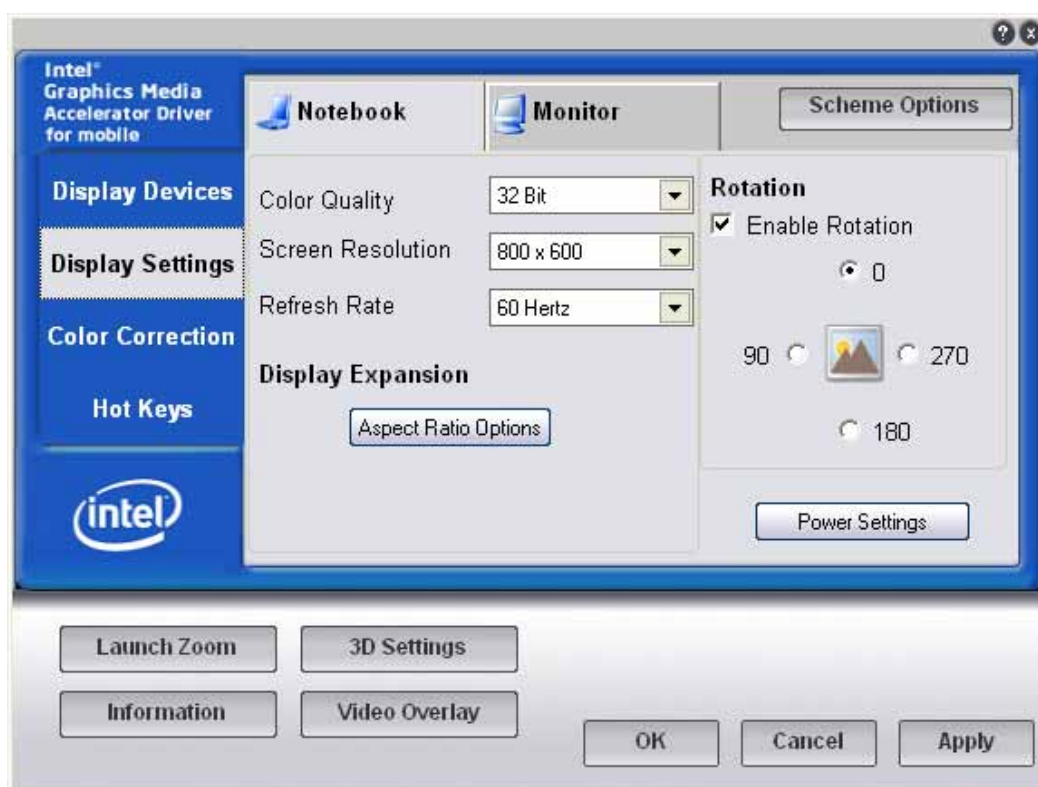 Intel®
Graphics Media
Accelerator Driver
for mobile
Notebook
Monitor
Scheme Options
Display Devices
Display Settings
Color Correction
Hot Keys
intel
Color Quality
32 Bit
Screen Resolution
800 x 600
Refresh Rate
60 Hertz
Display Expansion
Aspect Ratio Options
Rotation
Enable Rotation
0
90
270
180
Power Settings
Launch Zoom
3D Settings
Information
Video Overlay
OK
Cancel
Apply